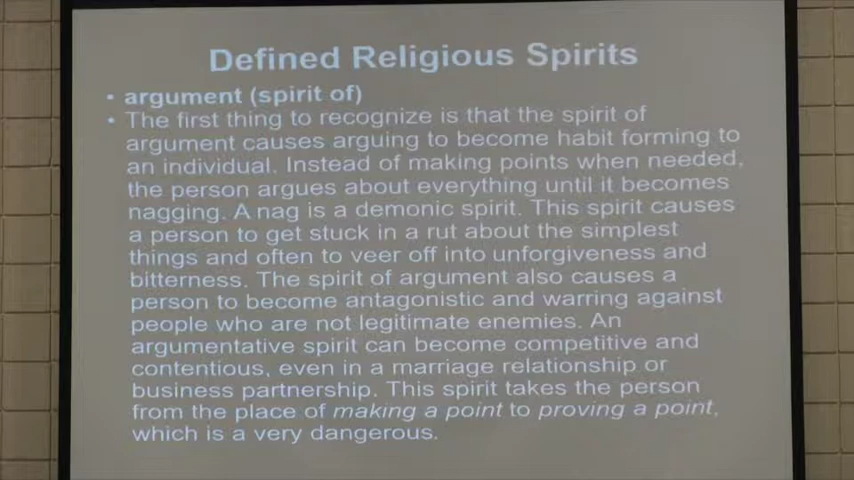 Defined Religious Spirits
• argument (spirit of)
• The first thing to recognize is that the spirit of
argument causes arguing to become habit forming to
an individual. Instead of making points when needed,
the person argues about everything until it becomes
nagging. A nag is a demonic spirit. This spirit causes
a person to get stuck in a rut about the simplest
things and often to veer off into unforgiveness and
bitterness. The spirit of argument also causes a
person to become antagonistic and warring against
people who are not legitimate enemies. An
argumentative spirit can become competitive and
contentious, even in a marriage relationship or
business partnership. This spirit takes the person
from the place of making a point to proving a point,
which is a very dangerous.